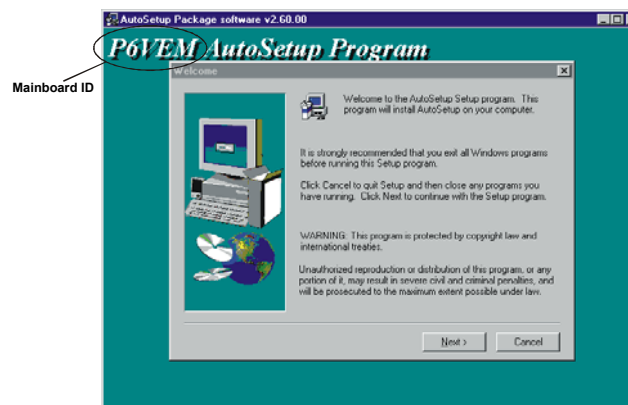 AutoSetup Package software v2.60.00
P6VEM AutoSetup Program
Mainboard ID
Welcome
Welcome to the AutoSetup Setup program. This
program will install AutoSetup on your computer.
It is strongly recommended that you exit all Windows programs
before running this Setup program.
Click Cancel to quit Setup and then close any programs you
have running. Click Next to continue with the Setup program.
WARNING: This program is protected by copyright law and
international treaties.
Unauthorized reproduction or distribution of this program, or any
portion of it, may result in severe civil and criminal penalties, and
will be prosecuted to the maximum extent possible under law.
Next >
Cancel